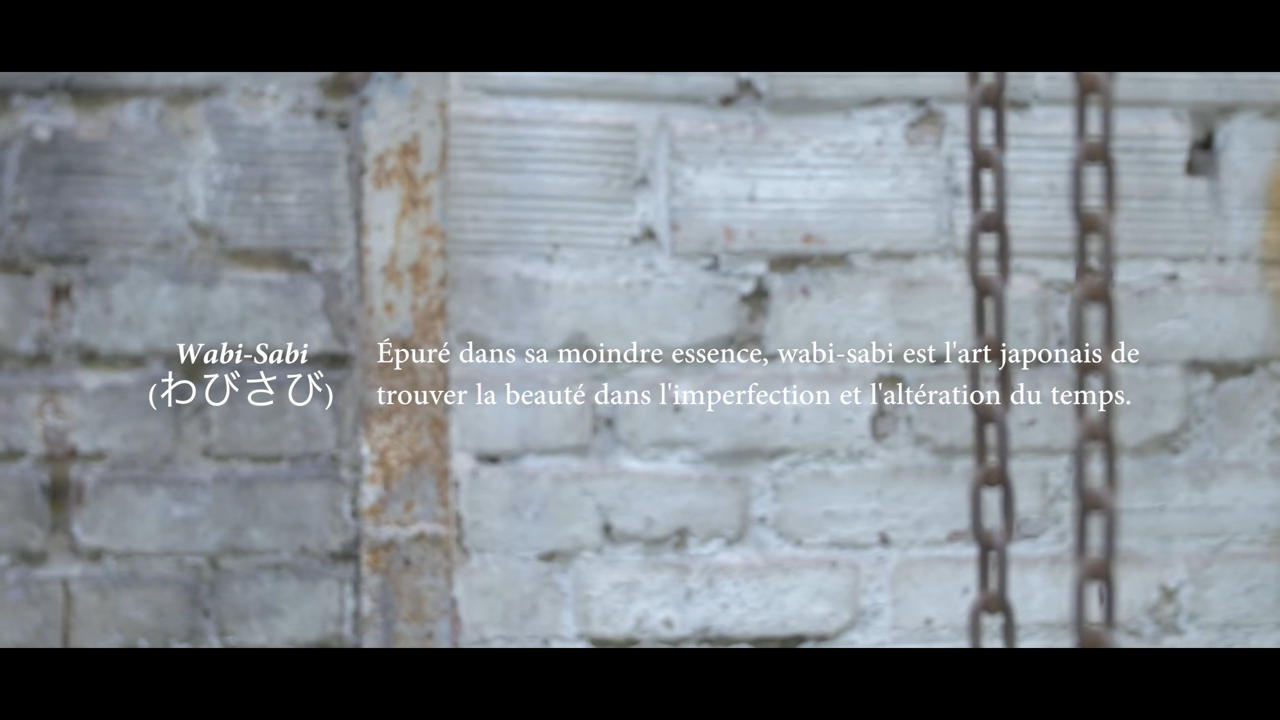 Wabi-Sabi
(わびさび)
Épuré dans sa moindre essence, wabi-sabi est l'art japonais de
trouver la beauté dans l'imperfection et l'altération du temps.